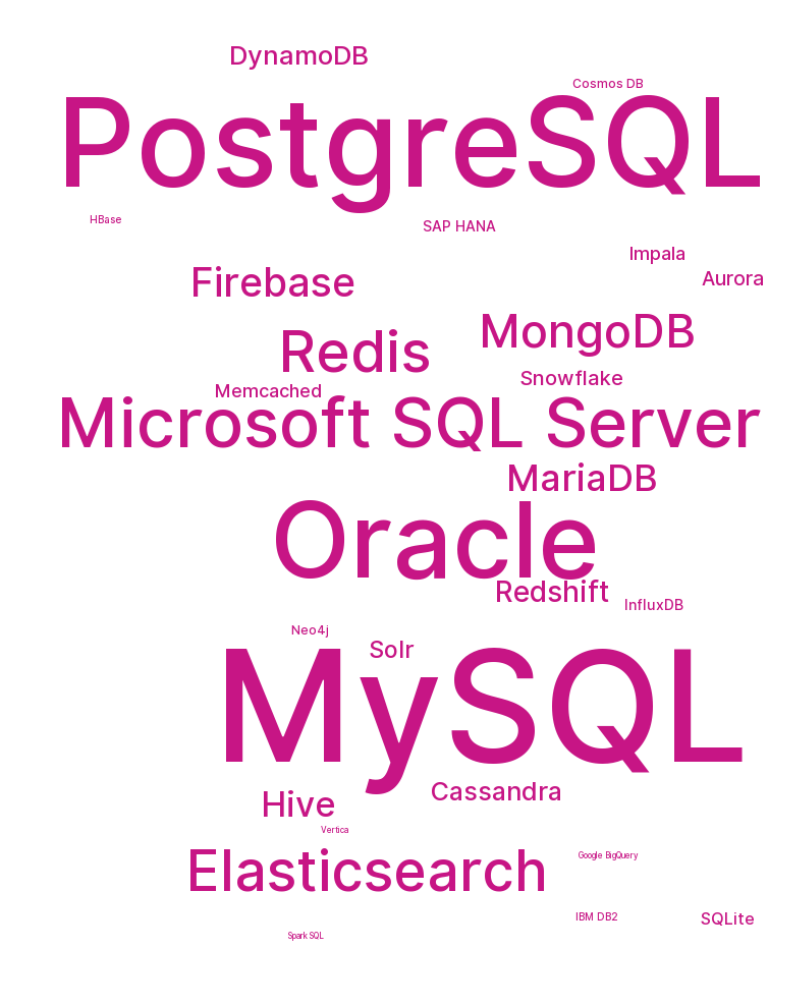 DynamoDB
Cosmos DB
PostgreSQL
HBase
SAP HANA
Impala
Aurora
Firebase
MongoDB
Redis
Snowflake
Memcached
Microsoft SQL Server
MariaDB
Oracle
Redshift
InfluxDB
Neo4j
Solr
MySQL
Cassandra
Hive
Vertica
Google BigQuery
Elasticsearch
IBM DB2
SQLite
Spark SQL